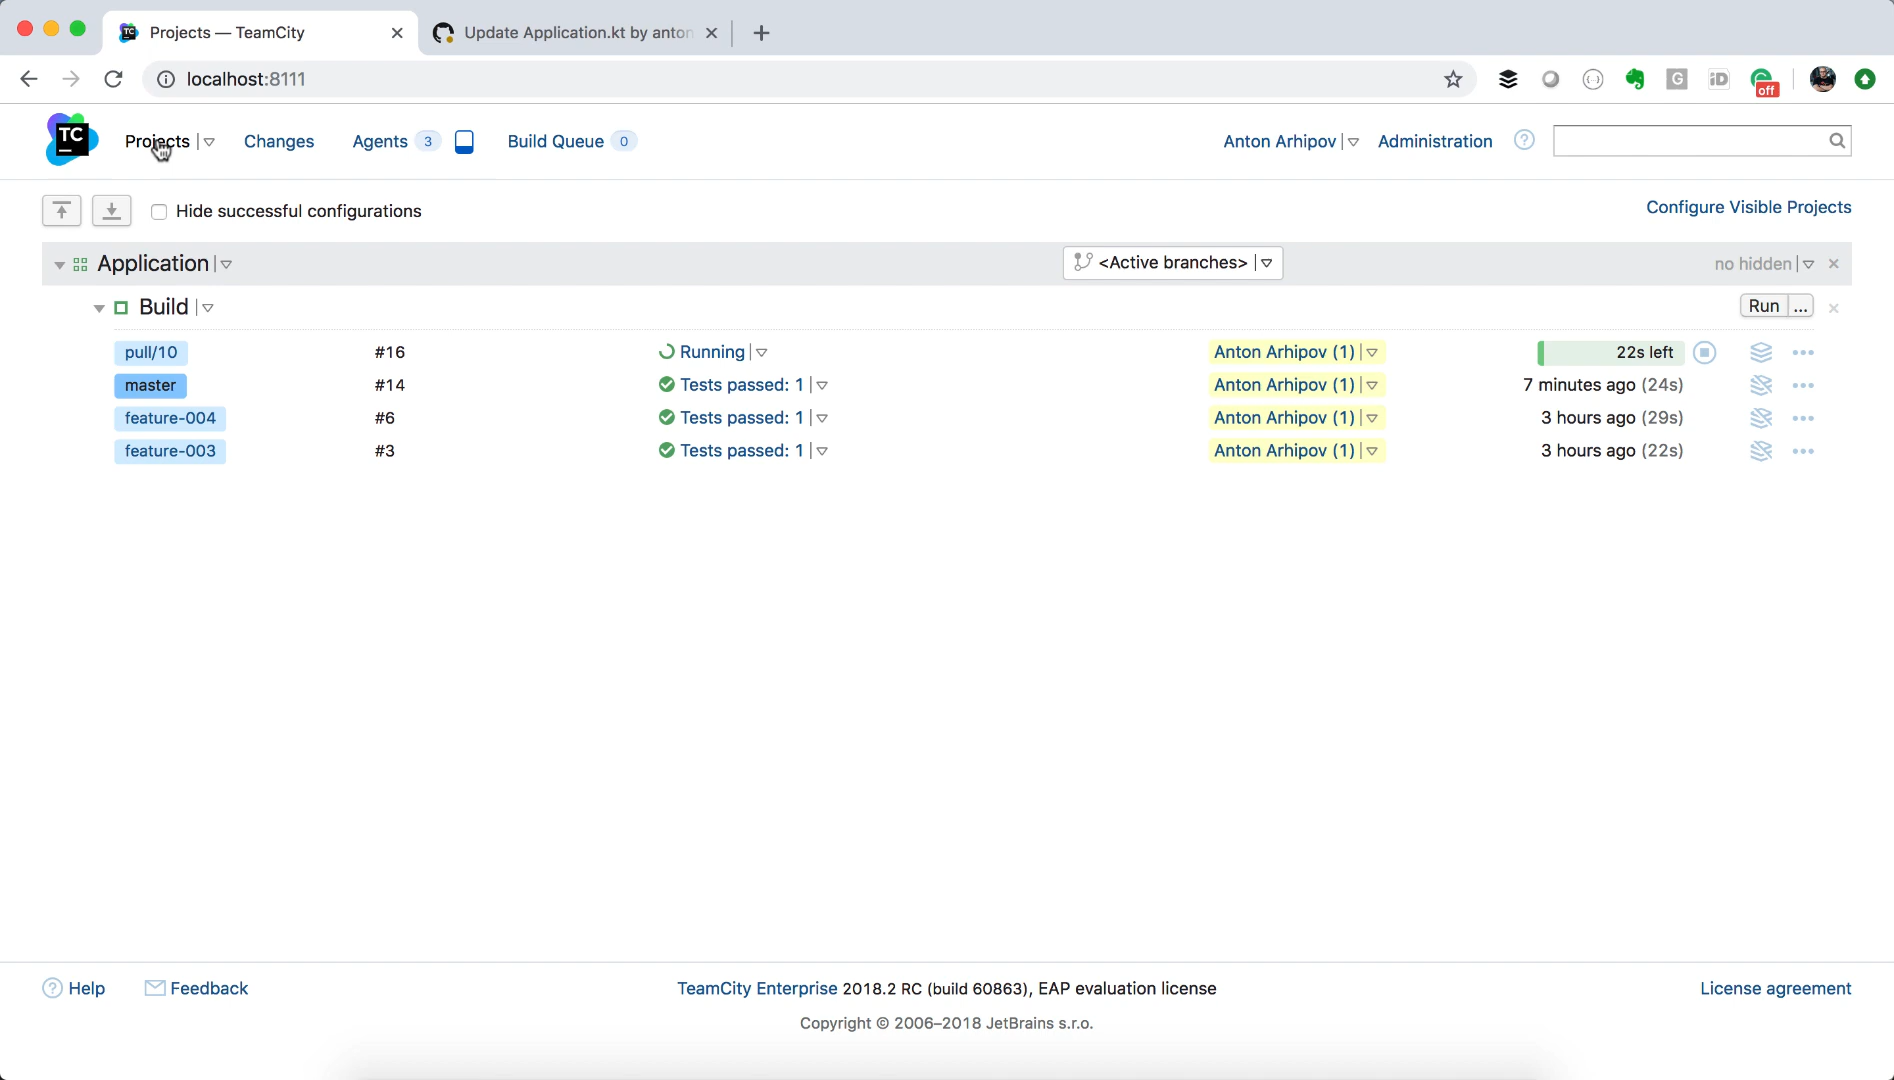 Projects — TeamCity
Update Application.kt by anton
localhost:8111
off
TC
Projects
Changes
Agents 3
Build Queue 0
Anton Arhipov
Administration
Hide successful configurations
Configure Visible Projects
Application
<Active branches>
no hidden
Build
Run ...
pull/10 #16 Running Anton Arhipov (1) 22s left
master #14 Tests passed: 1 Anton Arhipov (1) 7 minutes ago (24s)
feature-004 #6 Tests passed: 1 Anton Arhipov (1) 3 hours ago (29s)
feature-003 #3 Tests passed: 1 Anton Arhipov (1) 3 hours ago (22s)
Help
Feedback
TeamCity Enterprise 2018.2 RC (build 60863), EAP evaluation license
License agreement
Copyright © 2006–2018 JetBrains s.r.o.